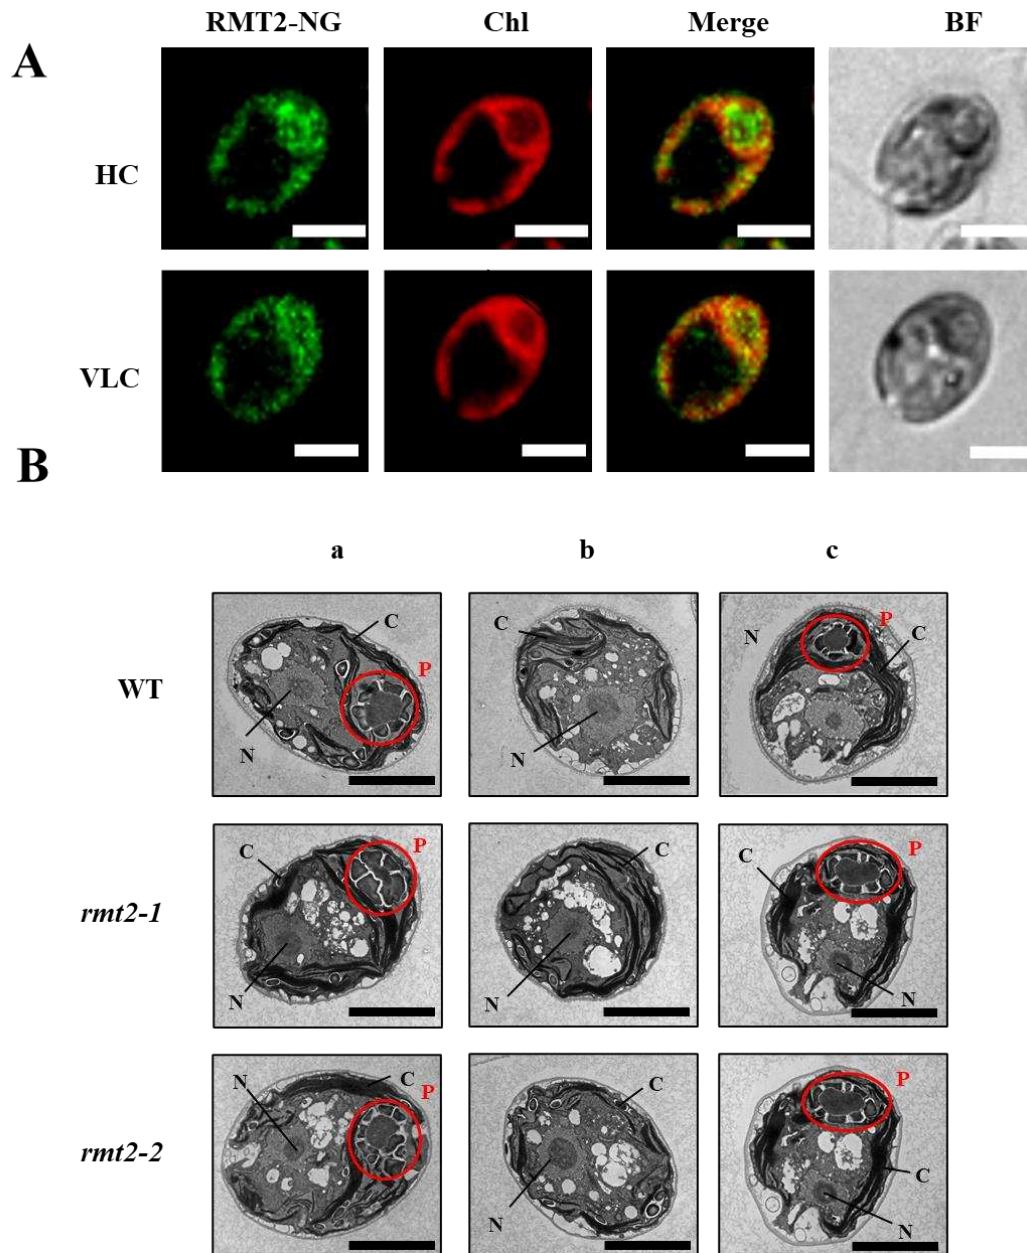 RMT2-NG Chl Merge BF
A
HC
VLC
B
a b c
WT
C P N
C N
N P C
rmt2-1
C P N
C N
C P N
rmt2-2
N C P
C N
P C N